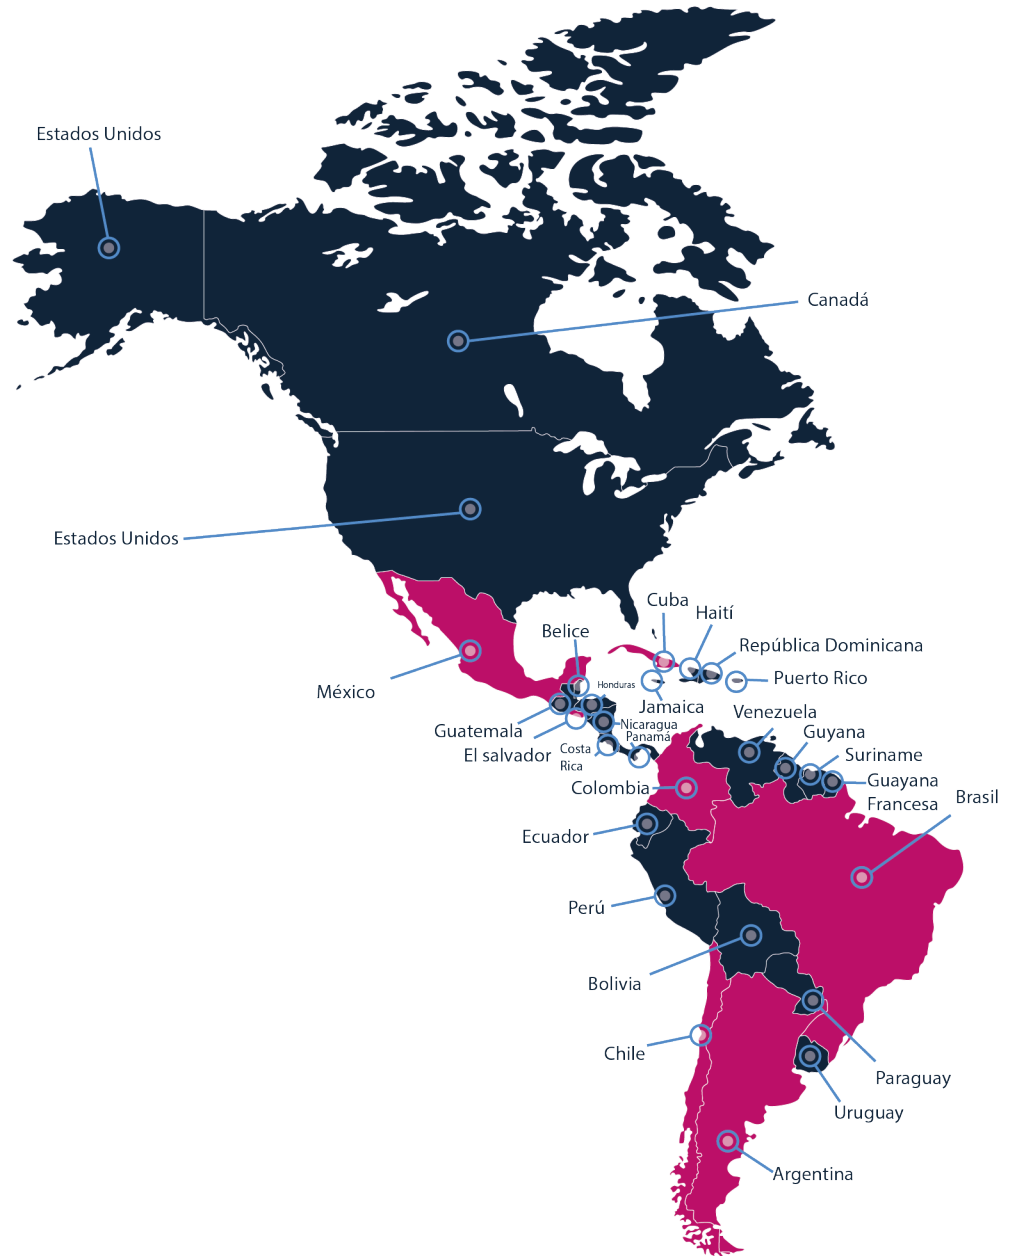 Estados Unidos
Canadá
Estados Unidos
Cuba
Haití
Belice
República Dominicana
Puerto Rico
México
Honduras
Jamaica
Guatemala
Nicaragua
Venezuela
El salvador
Panamá
Costa
Rica
Guyana
Suriname
Colombia
Guayana
Francesa
Brasil
Ecuador
Perú
Bolivia
Chile
Paraguay
Uruguay
Argentina